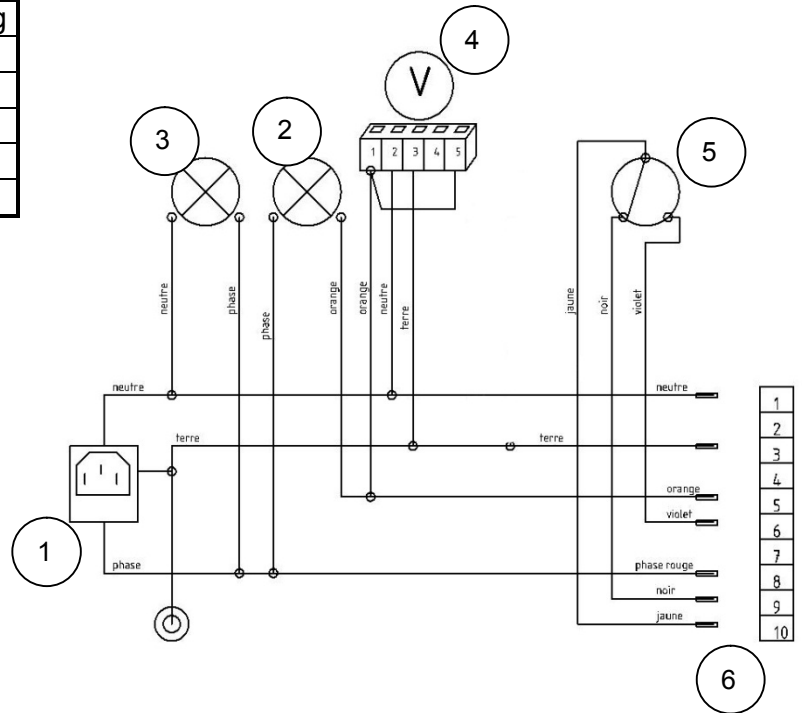 g
4
V
3
2
5
1 2 3 4 5
neutre
phase
phase
orange
orange
neutre
terre
jaune
noir
violet
neutre
neutre
terre
terre
orange
violet
phase
phase rouge
noir
jaune
1
1
2
3
4
5
6
7
8
9
10
6